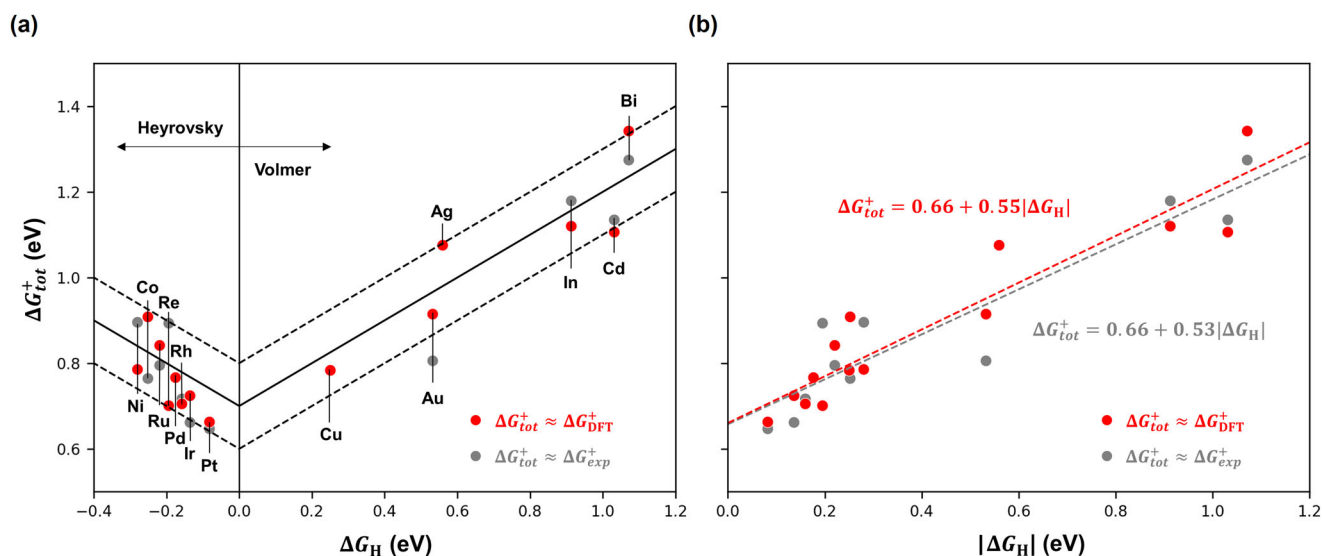 (a)
ΔG⁺tot (eV)
1.4
1.2
1.0
0.8
0.6
Heyrovsky
Volmer
Bi
Ag
In
Cd
Co
Re
Rh
Ni
Ru
Pd
Ir
Pt
Cu
Au
ΔG⁺tot ≈ ΔG⁺DFT
ΔG⁺tot ≈ ΔG⁺exp
−0.4 −0.2 0.0 0.2 0.4 0.6 0.8 1.0 1.2
ΔGH (eV)
(b)
ΔG⁺tot = 0.66 + 0.55|ΔGH|
ΔG⁺tot = 0.66 + 0.53|ΔGH|
ΔG⁺tot ≈ ΔG⁺DFT
ΔG⁺tot ≈ ΔG⁺exp
0.0 0.2 0.4 0.6 0.8 1.0 1.2
|ΔGH| (eV)